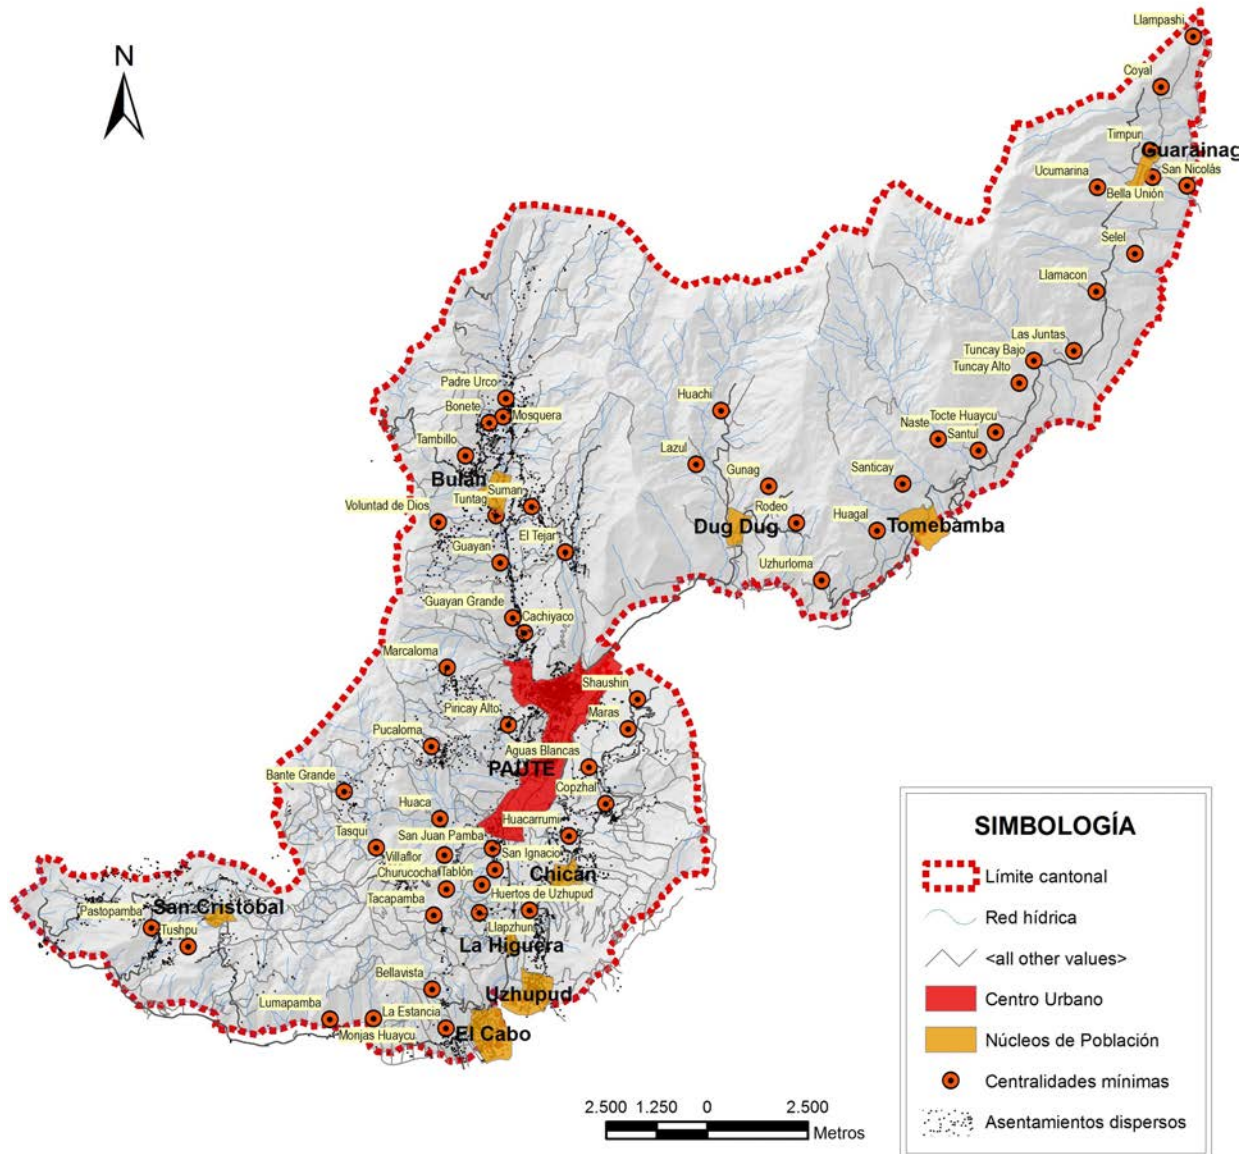 Llampashi
N
Coyal
Timpur
Guarainag
Ucumarina
San Nicolás
Bella Unión
Selel
Llamacon
Las Juntas
Tuncay Bajo
Tuncay Alto
Padre Urco
Huachi
Bonete
Mosquera
Tocte Huaycu
Naste
Santul
Tambillo
Lazul
Gunag
Santicay
Bulán
Suman
Tuntag
Voluntad de Dios
Rodeo
Huagal
Dug Dug
Tomebamba
El Tejar
Guayan
Uzhurloma
Guayan Grande
Cachiyaco
Marcaloma
Shaushin
Piricay Alto
Maras
Pucaloma
Aguas Blancas
PAUTE
Bante Grande
Copzhal
Huaca
Huacarrumi
Tasqui
San Juan Pamba
Villaflor
San Ignacio
Churucocha
Tablón
Chicán
Tacapamba
Huertos de Uzhupud
San Cristóbal
Pastopamba
Tushpu
Llapzhun
La Higuera
Bellavista
Uzhupud
Lumapamba
La Estancia
Monjas Huaycu
El Cabo
2.500 1.250 0 2.500
Metros
SIMBOLOGÍA
Límite cantonal
Red hídrica
<all other values>
Centro Urbano
Núcleos de Población
Centralidades mínimas
Asentamientos dispersos